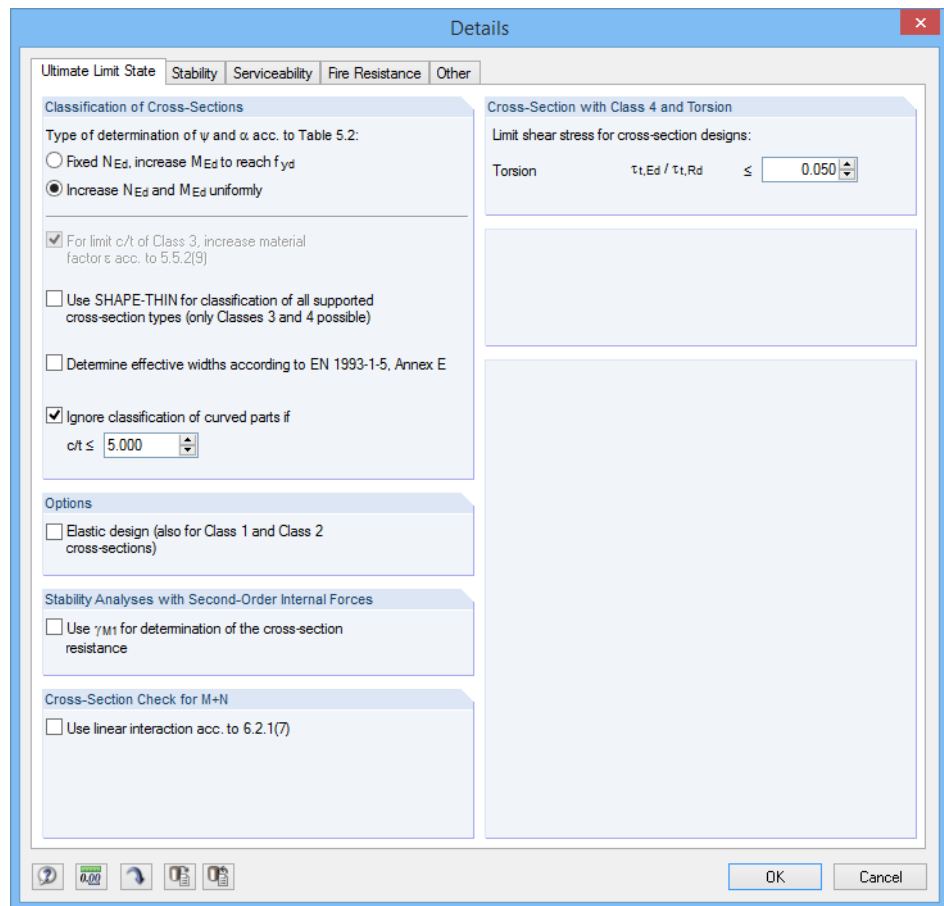 Details
Ultimate Limit State
Stability
Serviceability
Fire Resistance
Other
Classification of Cross-Sections
Type of determination of ψ and α acc. to Table 5.2:
Fixed NEd, increase MEd to reach fyd
Increase NEd and MEd uniformly
For limit c/t of Class 3, increase material
factor ε acc. to 5.5.2(9)
Use SHAPE-THIN for classification of all supported
cross-section types (only Classes 3 and 4 possible)
Determine effective widths according to EN 1993-1-5, Annex E
Ignore classification of curved parts if
c/t ≤ 5.000
Options
Elastic design (also for Class 1 and Class 2
cross-sections)
Stability Analyses with Second-Order Internal Forces
Use γM1 for determination of the cross-section
resistance
Cross-Section Check for M+N
Use linear interaction acc. to 6.2.1(7)
Cross-Section with Class 4 and Torsion
Limit shear stress for cross-section designs:
Torsion τt,Ed / τt,Rd ≤ 0.050
0.00
OK
Cancel